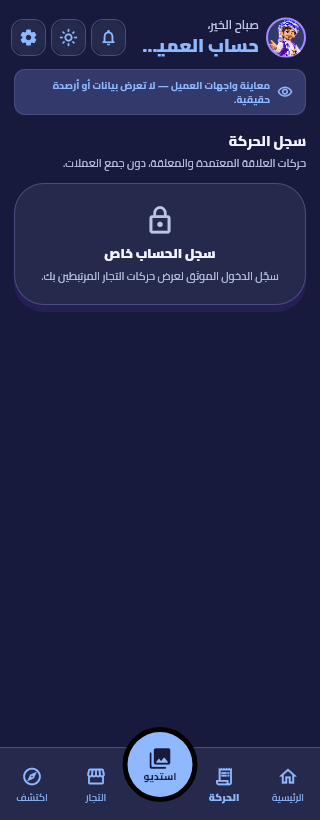 صباح الخير،
حساب العميـ...
معاينة واجهات العميل — لا تعرض بيانات أو أرصدة
حقيقية.
سجل الحركة
حركات العلاقة المعتمدة والمعلقة، دون جمع العملات.
سجل الحساب خاص
سجّل الدخول الموثق لعرض حركات التجار المرتبطين بك.
الرئيسية
الحركة
استديو
التجار
اكتشف